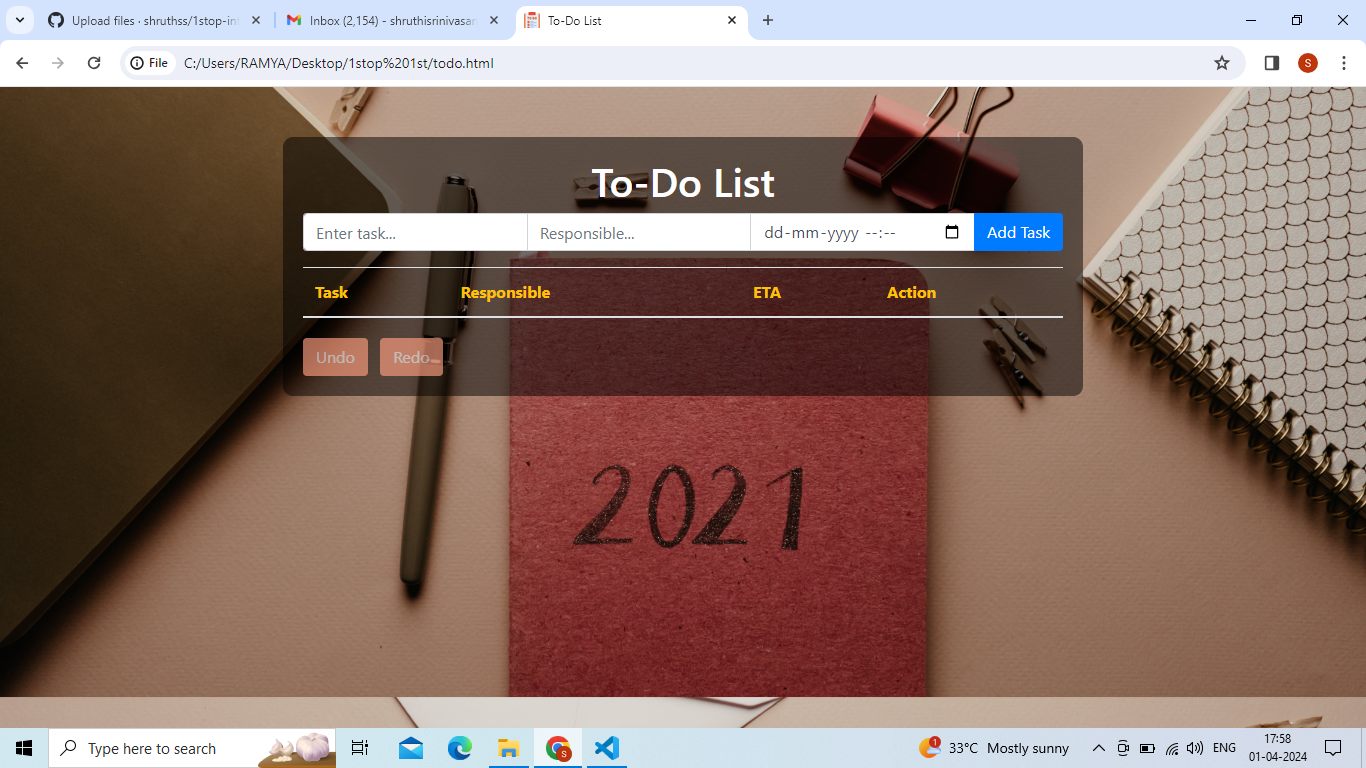 Upload files · shruthss/1stop-in
Inbox (2,154) - shruthisrinivasan
To-Do List
File
C:/Users/RAMYA/Desktop/1stop%201st/todo.html
S
To-Do List
Enter task...
Responsible...
dd-mm-yyyy --:--
Add Task
Task Responsible ETA Action
Undo Redo
2021
Type here to search
S
1
33°C Mostly sunny
ENG
17:58
01-04-2024